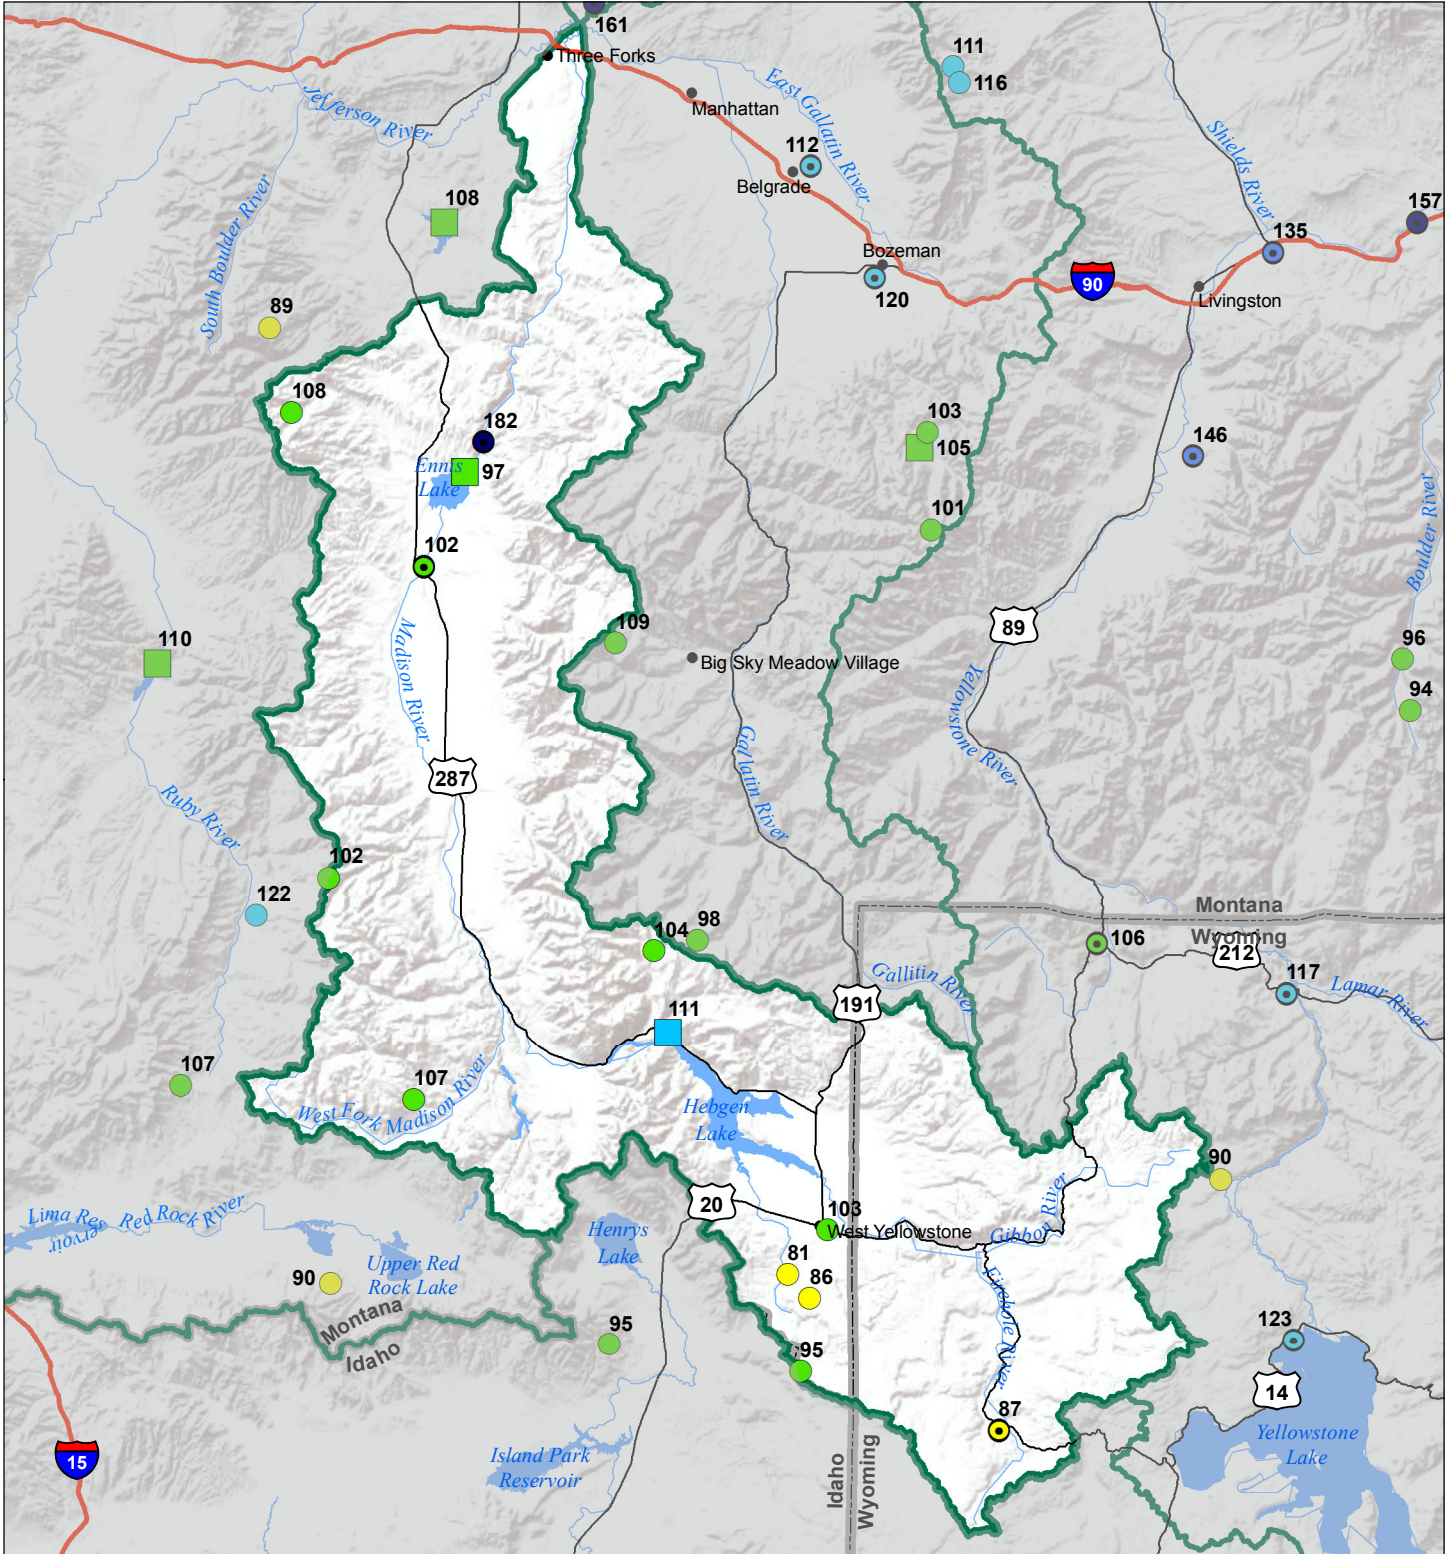 161
Three Forks
111
116
Manhattan
East Gallatin River
Jefferson River
Shields River
112
Belgrade
108
South Boulder River
157
135
Bozeman
120
90
Livingston
89
108
182
103
105
146
Ennis
Lake
97
101
Boulder River
102
89
109
110
Madison River
Big Sky Meadow Village
96
94
Yellowstone River
Gallatin River
287
Ruby River
102
122
104
98
Montana
Wyoming
106
212
117
Lamar River
Gallitin River
191
111
107
107
West Fork Madison River
Hebgen
Lake
90
20
103
West Yellowstone
Gibbon River
Lima Res
ervoir
Red Rock River
Henrys
Lake
Upper Red
Rock Lake
90
81
86
Firehole River
Montana
Idaho
95
95
123
14
87
Yellowstone
Lake
15
Island Park
Reservoir
Idaho
Wyoming